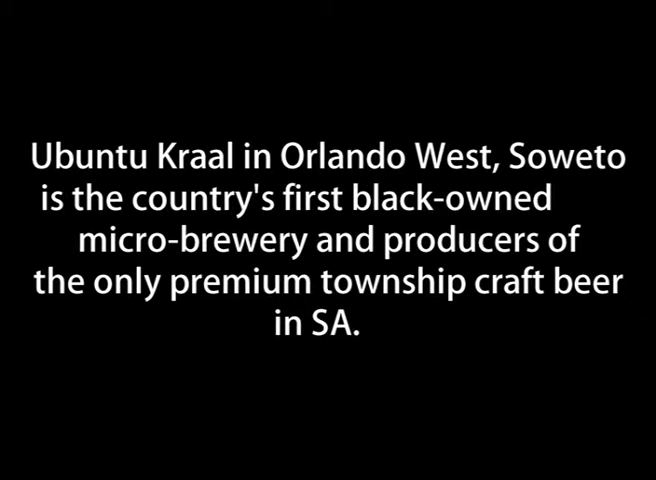 Ubuntu Kraal in Orlando West, Soweto
is the country's first black-owned
micro-brewery and producers of
the only premium township craft beer
in SA.